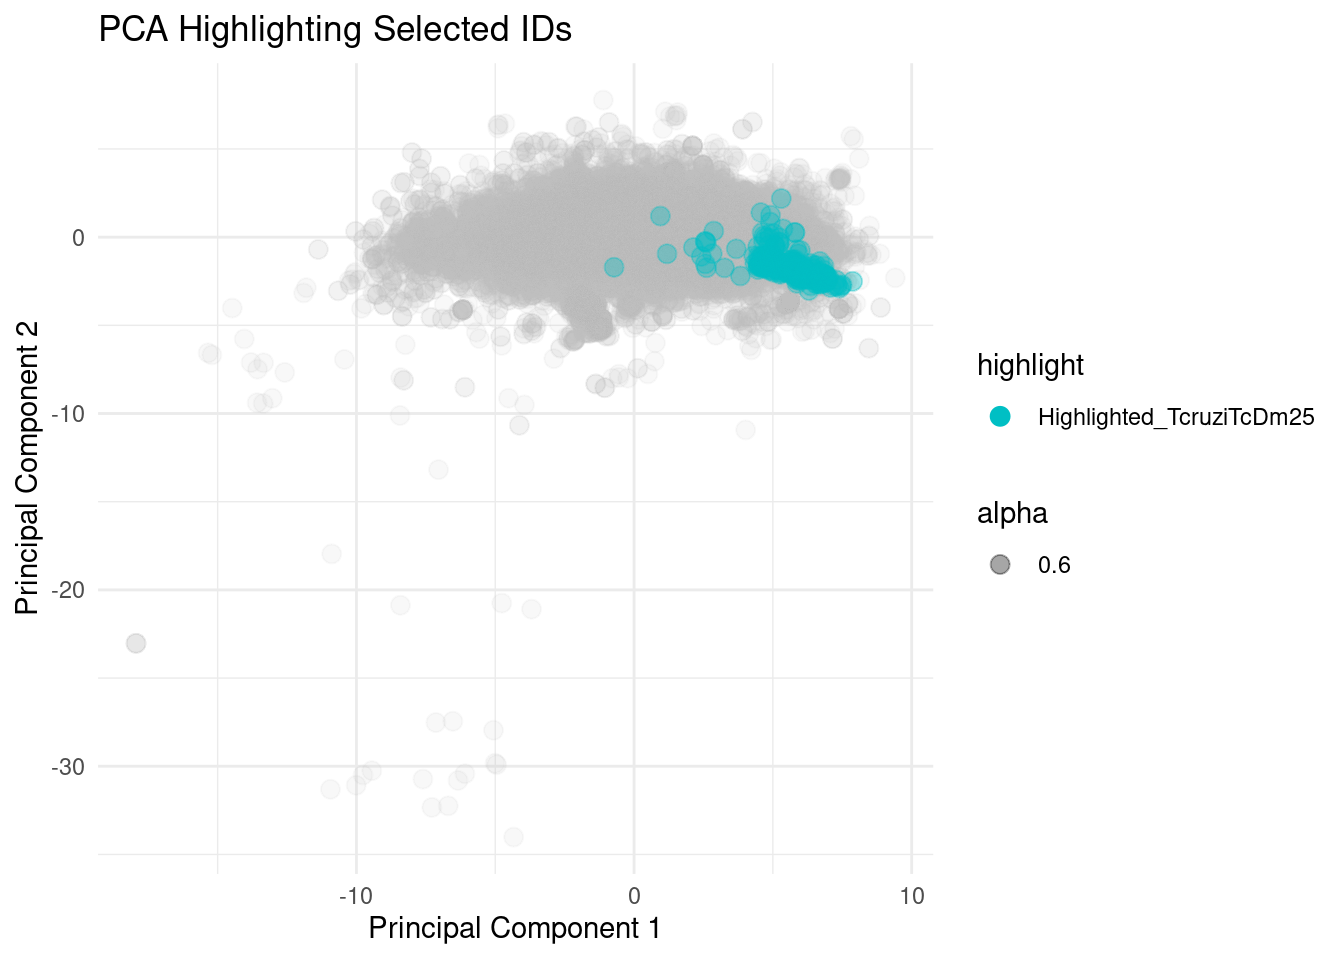 PCA Highlighting Selected IDs
Principal Component 2
0
-10
-20
-30
-10
0
10
Principal Component 1
highlight
Highlighted_TcruziTcDm25
alpha
0.6